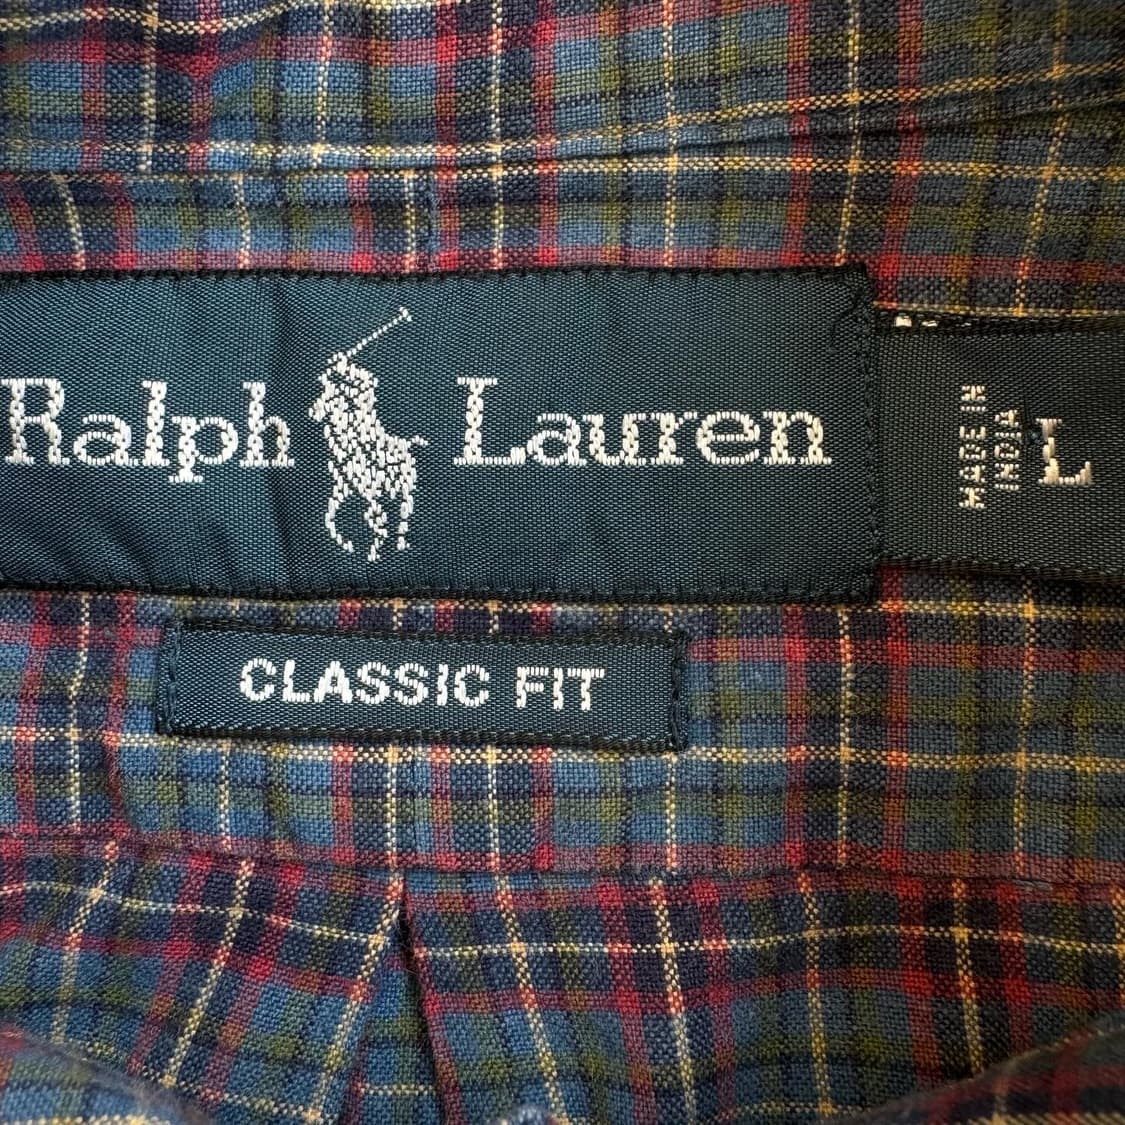 Ralph Lauren
MADE IN
INDIA
L
CLASSIC FIT